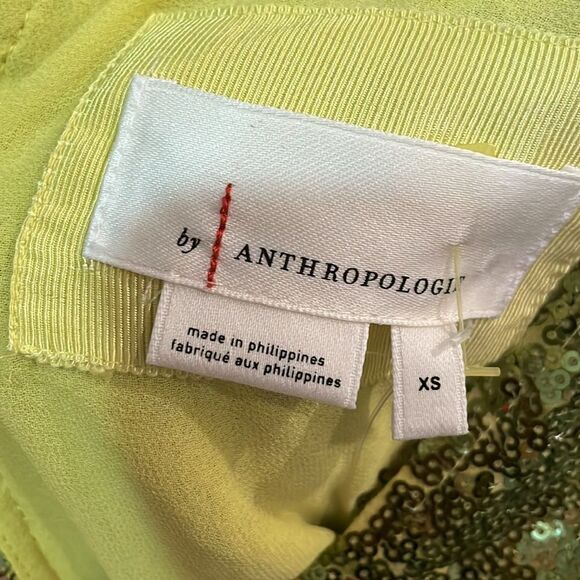 by ANTHROPOLOGIE
made in philippines
fabriqué aux philippines
XS